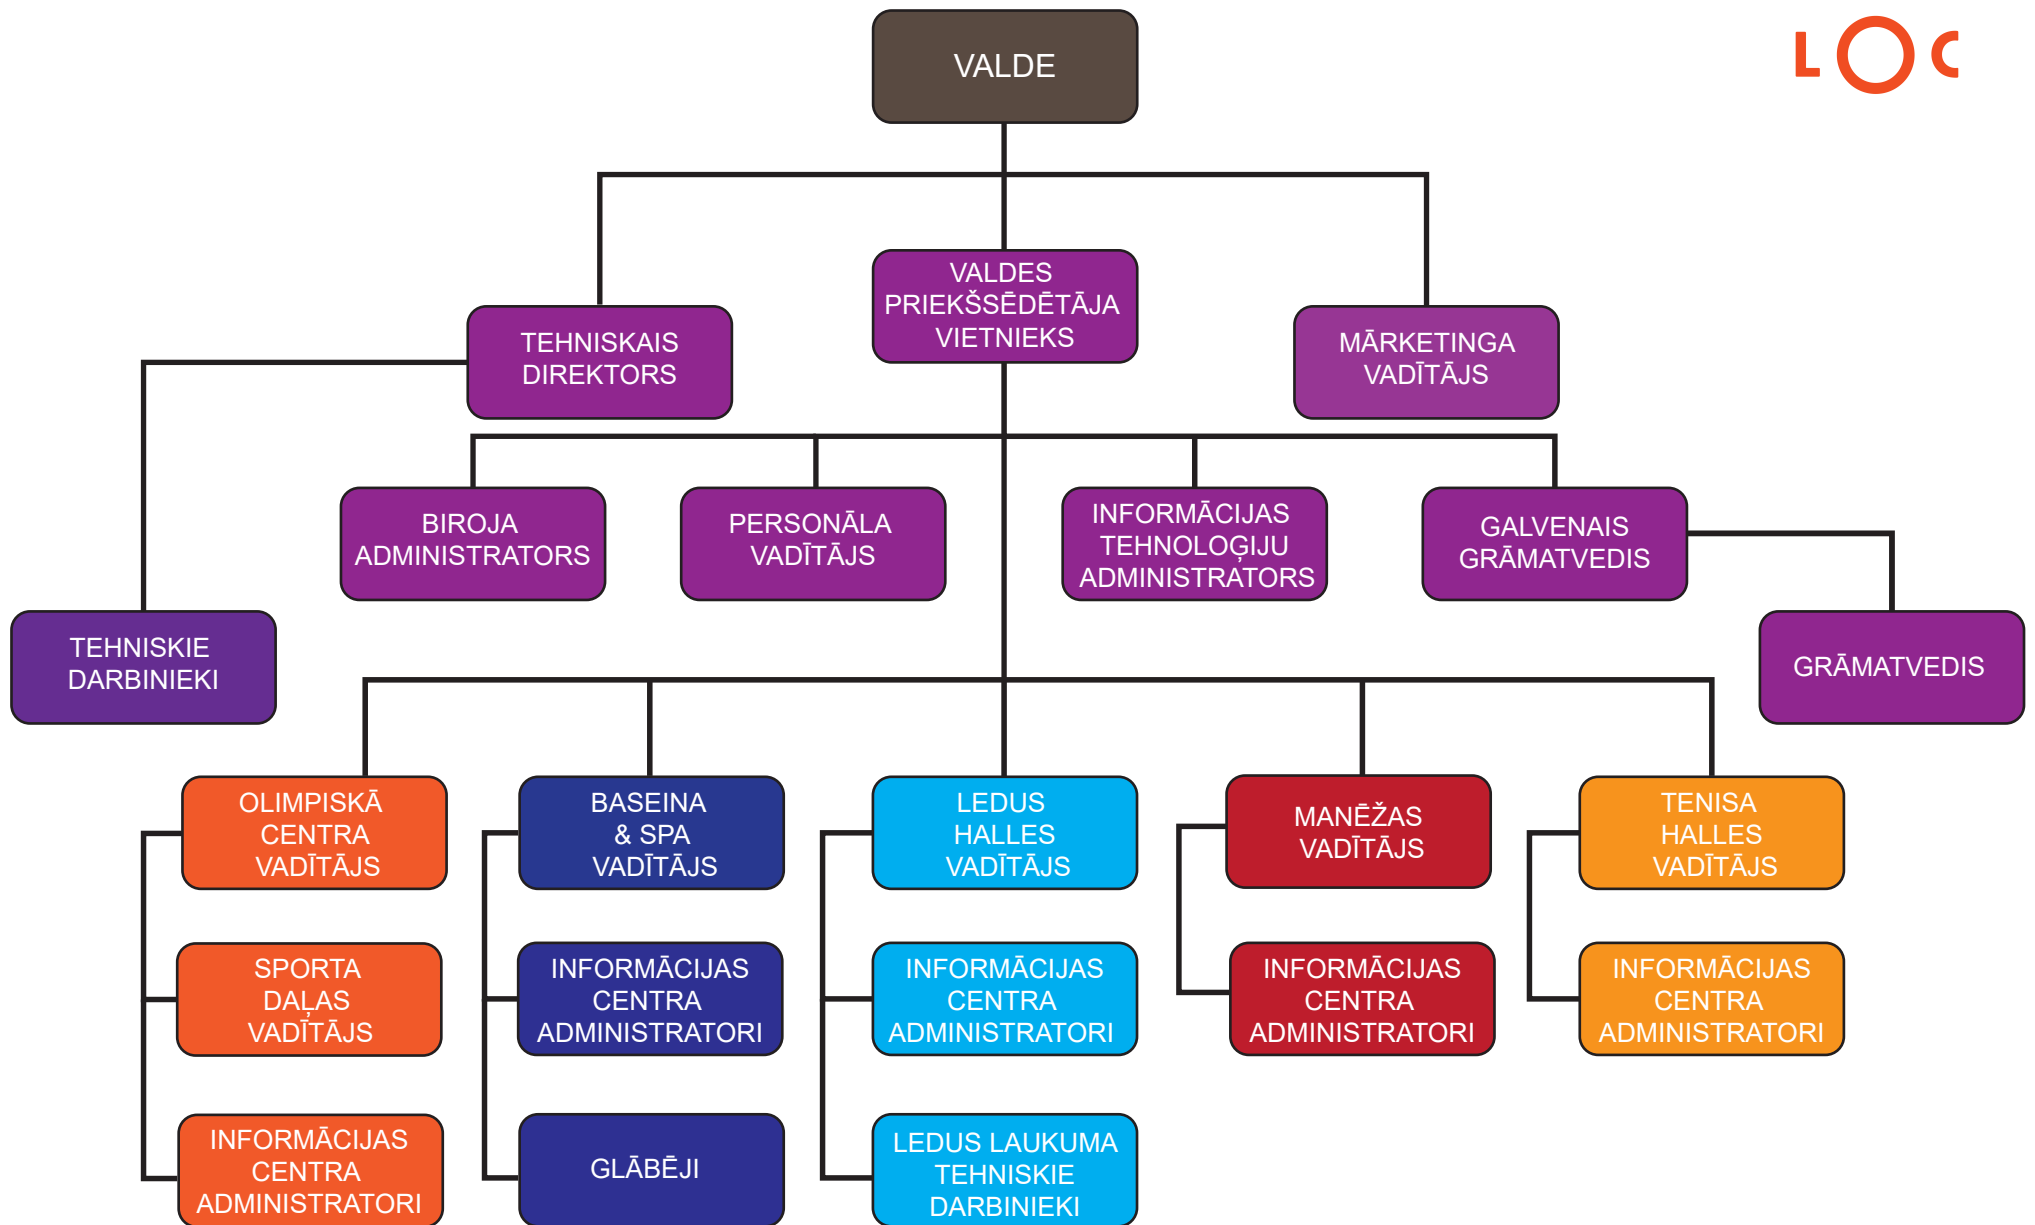 VALDE
LOC
VALDES
PRIEKŠSĒDĒTĀJA
VIETNIEKS
TEHNISKAIS
DIREKTORS
MĀRKETINGA
VADĪTĀJS
BIROJA
ADMINISTRATORS
PERSONĀLA
VADĪTĀJS
INFORMĀCIJAS
TEHNOLOĢIJU
ADMINISTRATORS
GALVENAIS
GRĀMATVEDIS
TEHNISKIE
DARBINIEKI
GRĀMATVEDIS
OLIMPISKĀ
CENTRA
VADĪTĀJS
BASEINA
& SPA
VADĪTĀJS
LEDUS
HALLES
VADĪTĀJS
MANĒŽAS
VADĪTĀJS
TENISA
HALLES
VADĪTĀJS
SPORTA
DAĻAS
VADĪTĀJS
INFORMĀCIJAS
CENTRA
ADMINISTRATORI
INFORMĀCIJAS
CENTRA
ADMINISTRATORI
INFORMĀCIJAS
CENTRA
ADMINISTRATORI
INFORMĀCIJAS
CENTRA
ADMINISTRATORI
INFORMĀCIJAS
CENTRA
ADMINISTRATORI
GLĀBĒJI
LEDUS LAUKUMA
TEHNISKIE
DARBINIEKI